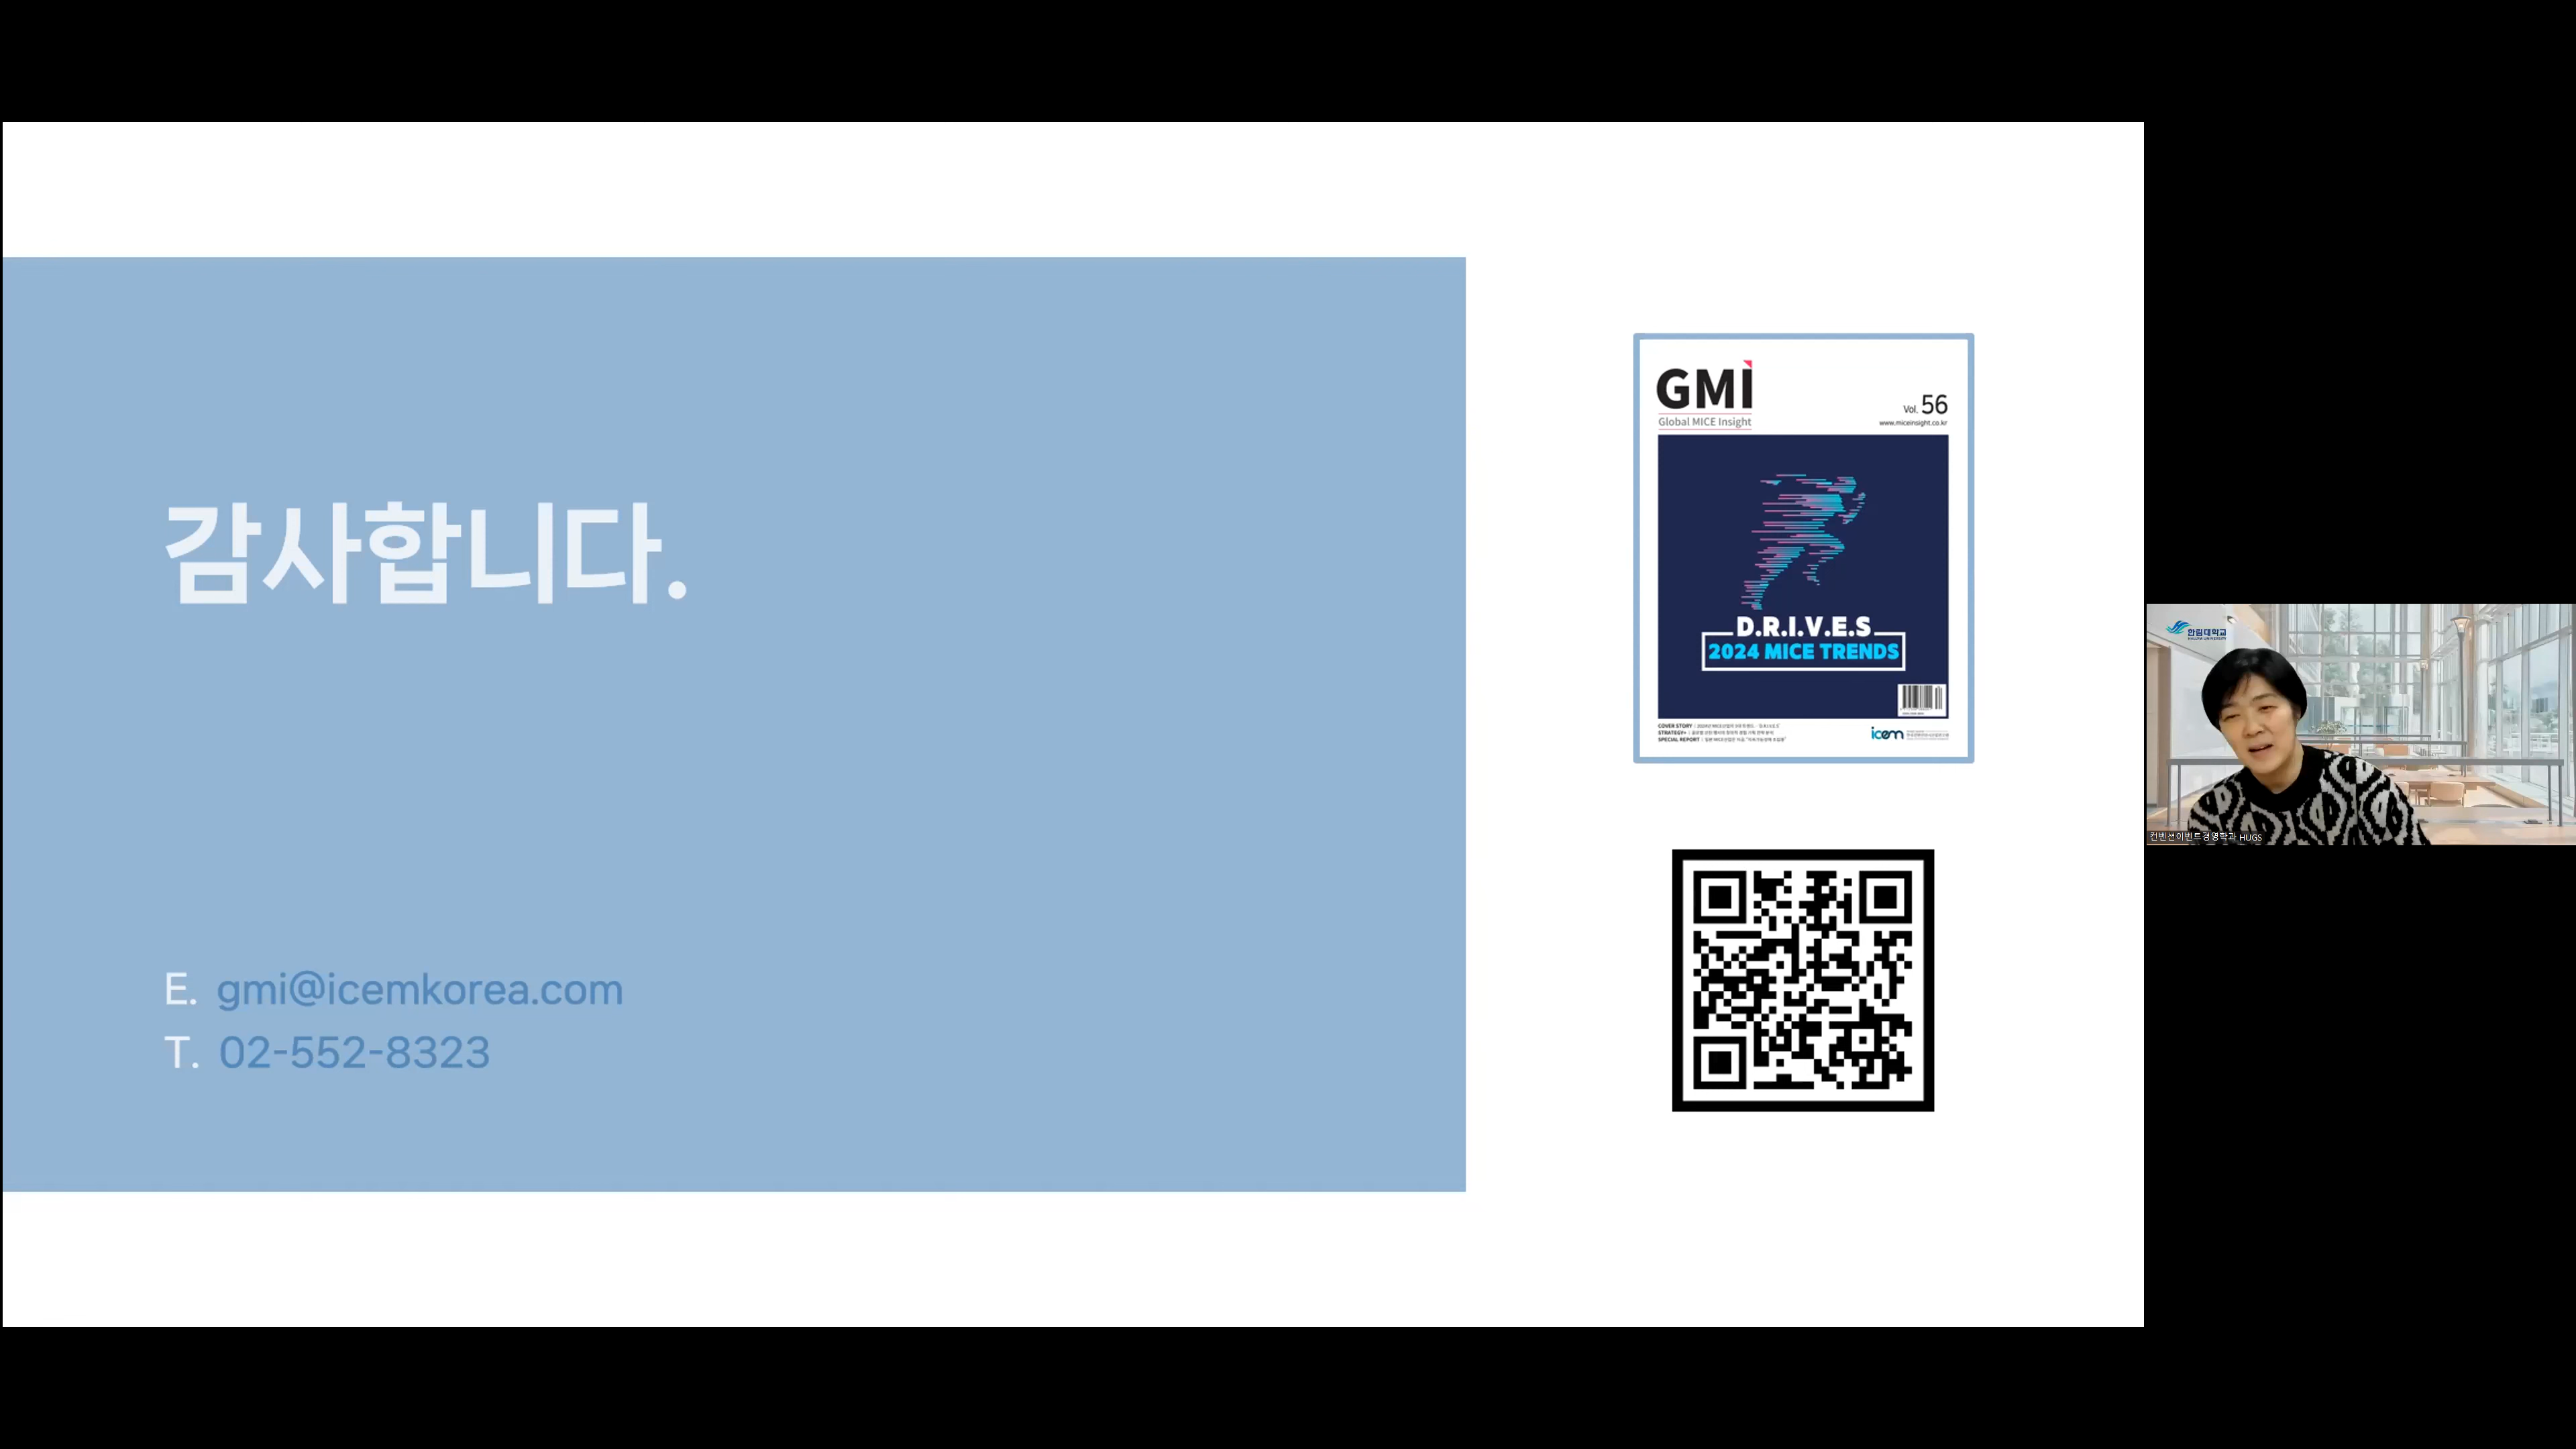 감사합니다.
E. gmi@icemkorea.com
T. 02-552-8323
GMI
Global MICE Insight
Vol. 56
www.miceinsight.co.kr
D.R.I.V.E.S
2024 MICE TRENDS
COVER STORY
STRATEGY+
SPECIAL REPORT
icem
한림대학교
HALLYM UNIVERSITY
컨벤션이벤트경영학과 HUGS